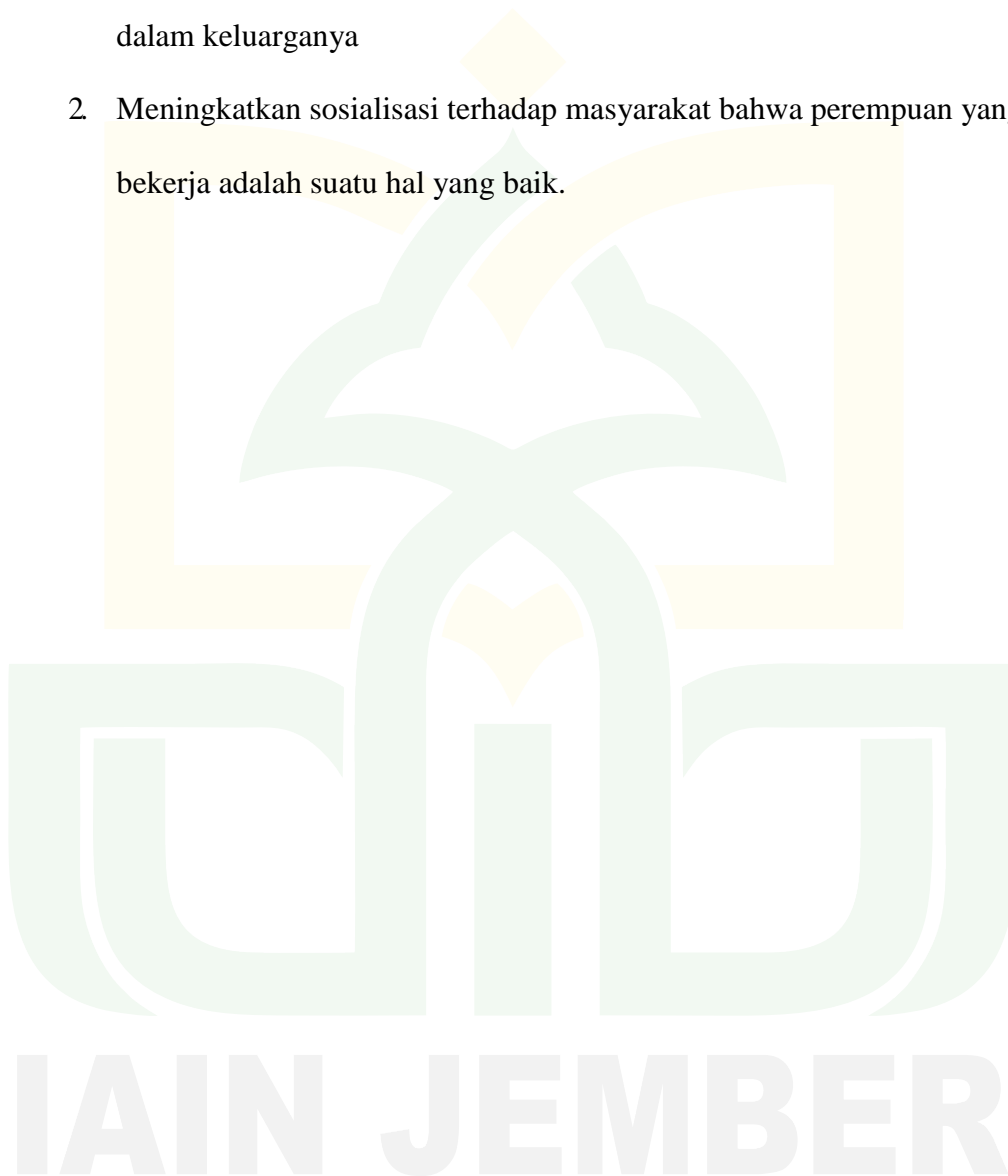 dalam keluarganya
2. Meningkatkan sosialisasi terhadap masyarakat bahwa perempuan yan
bekerja adalah suatu hal yang baik.
IAIN JEMBER